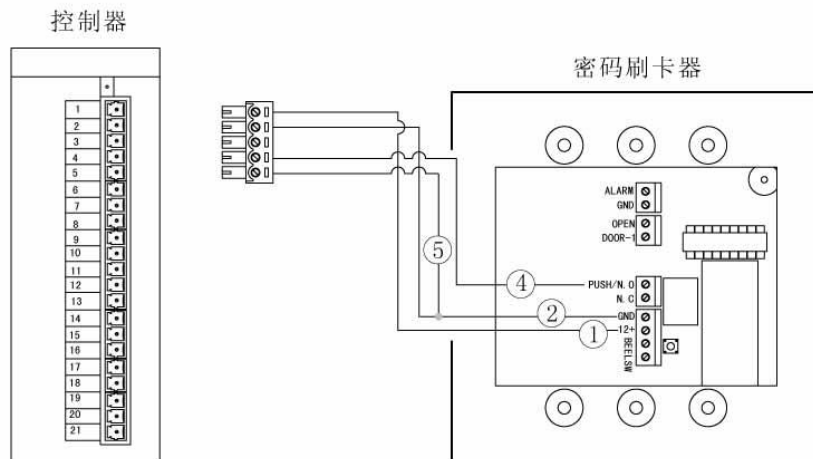 控制器
1
2
3
4
5
6
7
8
9
10
11
12
13
14
15
16
17
18
19
20
21
密码刷卡器
ALARM
GND
OPEN
DOOR-1
PUSH/N.O
N.C
GND
12+
BEELSW
⑤
④
②
①